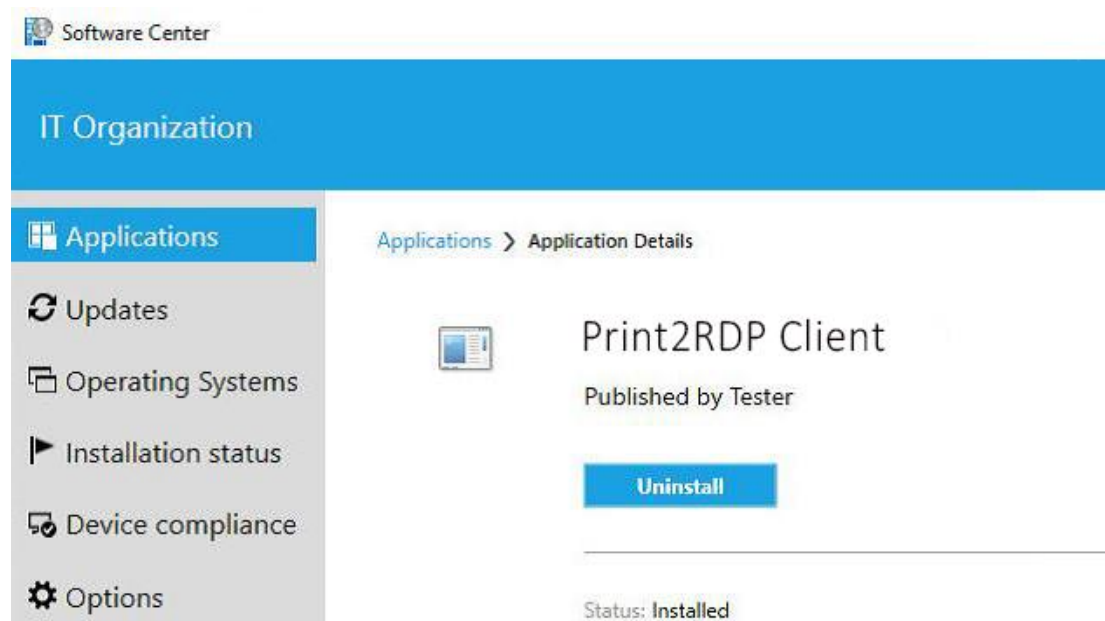 Software Center
IT Organization
Applications
Updates
Operating Systems
Installation status
Device compliance
Options
Applications > Application Details
Print2RDP Client
Published by Tester
Uninstall
Status: Installed